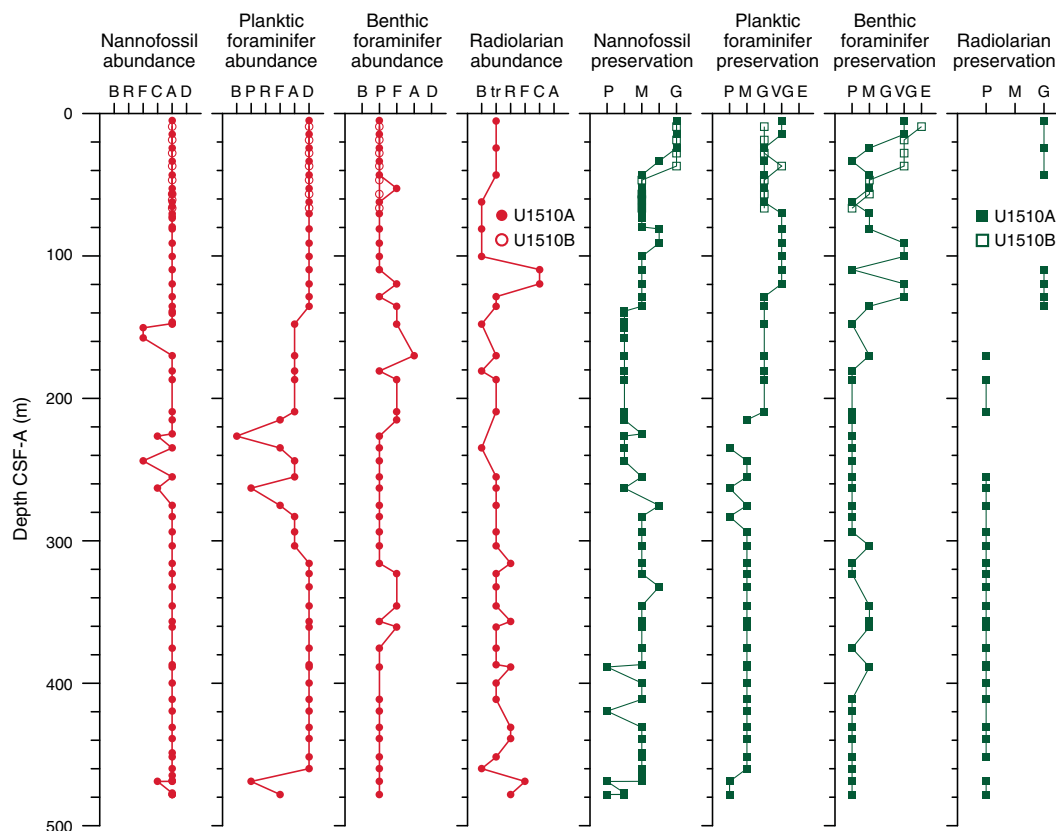 Nannofossil
abundance
Planktic
foraminifer
abundance
Benthic
foraminifer
abundance
Radiolarian
abundance
Nannofossil
preservation
Planktic
foraminifer
preservation
Benthic
foraminifer
preservation
Radiolarian
preservation
B R F C A D
B P R F A D
B P F A D
B tr R F C A
P M G
P M G VG E
P M G VG E
P M G
0
100
200
300
400
500
Depth CSF-A (m)
U1510A
U1510B
U1510A
U1510B